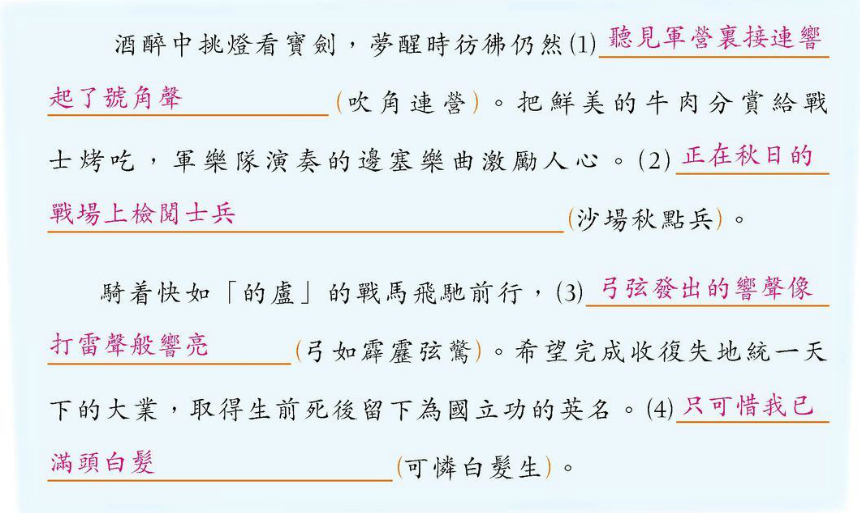 酒醉中挑燈看寶劍，夢醒時彷彿仍然(1) 聽見軍營裏接連響
起了號角聲(吹角連營)。把鮮美的牛肉分賞給戰
士烤吃，軍樂隊演奏的邊塞樂曲激勵人心。(2) 正在秋日的
戰場上檢閱士兵(沙場秋點兵)。
騎着快如「的盧」的戰馬飛馳前行，(3) 弓弦發出的響聲像
打雷聲般響亮(弓如霹靂弦驚)。希望完成收復失地統一天
下的大業，取得生前死後留下為國立功的英名。(4) 只可惜我已
滿頭白髮(可憐白髮生)。